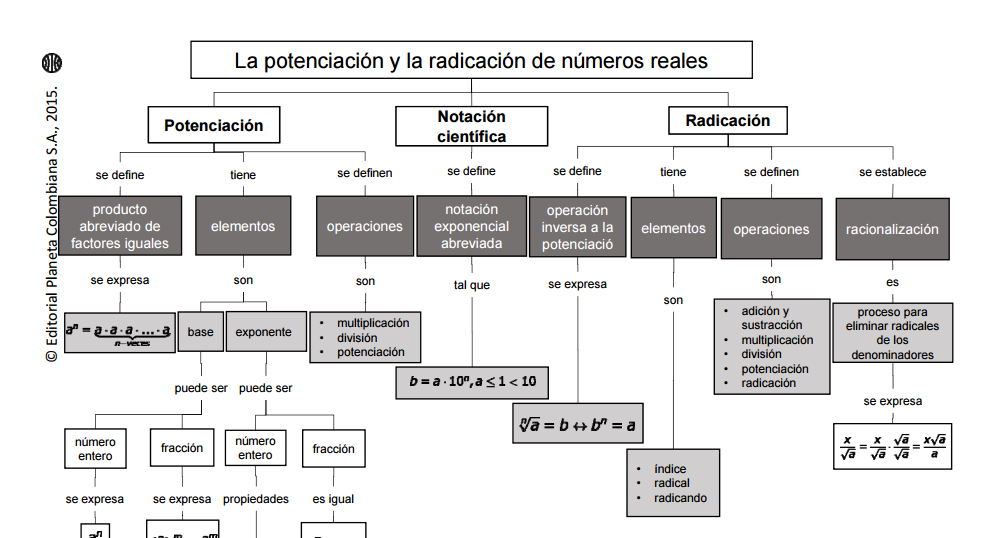 La potenciación y la radicación de números reales
© Editorial Planeta Colombiana S.A., 2015.
Potenciación
Notación
científica
Radicación
se define
tiene
se definen
se define
se define
tiene
se definen
se establece
producto
abreviado de
factores iguales
elementos
operaciones
notación
exponencial
abreviada
operación
inversa a la
potenciació
elementos
operaciones
racionalización
se expresa
son
son
tal que
se expresa
son
son
es
aⁿ = a · a · a · ... · a,
n−veces
base
exponente
• multiplicación
• división
• potenciación
b = a · 10ⁿ, a ≤ 1 < 10
ⁿ√a = b ↔ bⁿ = a
• índice
• radical
• radicando
• adición y
sustracción
• multiplicación
• división
• potenciación
• radicación
proceso para
eliminar radicales
de los
denominadores
se expresa
x/√a = x/√a · √a/√a = x√a/a
puede ser
puede ser
número
entero
fracción
número
entero
fracción
se expresa
se expresa
propiedades
es igual
aⁿ